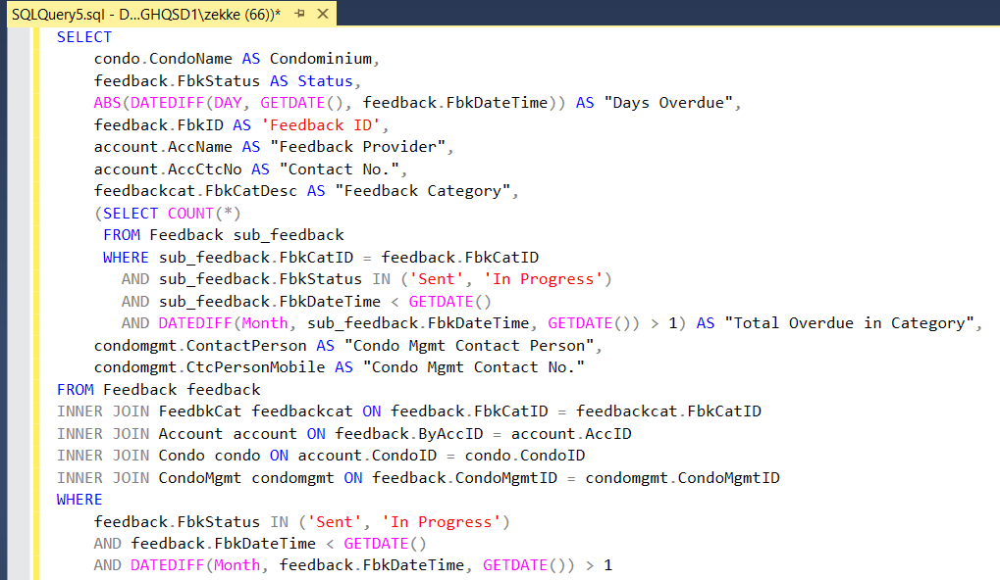 SQLQuery5.sql - D...GHQSD1\zekke (66))*
SELECT
condo.CondoName AS Condominium,
feedback.FbkStatus AS Status,
ABS(DATEDIFF(DAY, GETDATE(), feedback.FbkDateTime)) AS "Days Overdue",
feedback.FbkID AS 'Feedback ID',
account.AccName AS "Feedback Provider",
account.AccCtcNo AS "Contact No.",
feedbackcat.FbkCatDesc AS "Feedback Category",
(SELECT COUNT(*)
FROM Feedback sub_feedback
WHERE sub_feedback.FbkCatID = feedback.FbkCatID
AND sub_feedback.FbkStatus IN ('Sent', 'In Progress')
AND sub_feedback.FbkDateTime < GETDATE()
AND DATEDIFF(Month, sub_feedback.FbkDateTime, GETDATE()) > 1) AS "Total Overdue in Category",
condomgmt.ContactPerson AS "Condo Mgmt Contact Person",
condomgmt.CtcPersonMobile AS "Condo Mgmt Contact No."
FROM Feedback feedback
INNER JOIN FeedbkCat feedbackcat ON feedback.FbkCatID = feedbackcat.FbkCatID
INNER JOIN Account account ON feedback.ByAccID = account.AccID
INNER JOIN Condo condo ON account.CondoID = condo.CondoID
INNER JOIN CondoMgmt condomgmt ON feedback.CondoMgmtID = condomgmt.CondoMgmtID
WHERE
feedback.FbkStatus IN ('Sent', 'In Progress')
AND feedback.FbkDateTime < GETDATE()
AND DATEDIFF(Month, feedback.FbkDateTime, GETDATE()) > 1